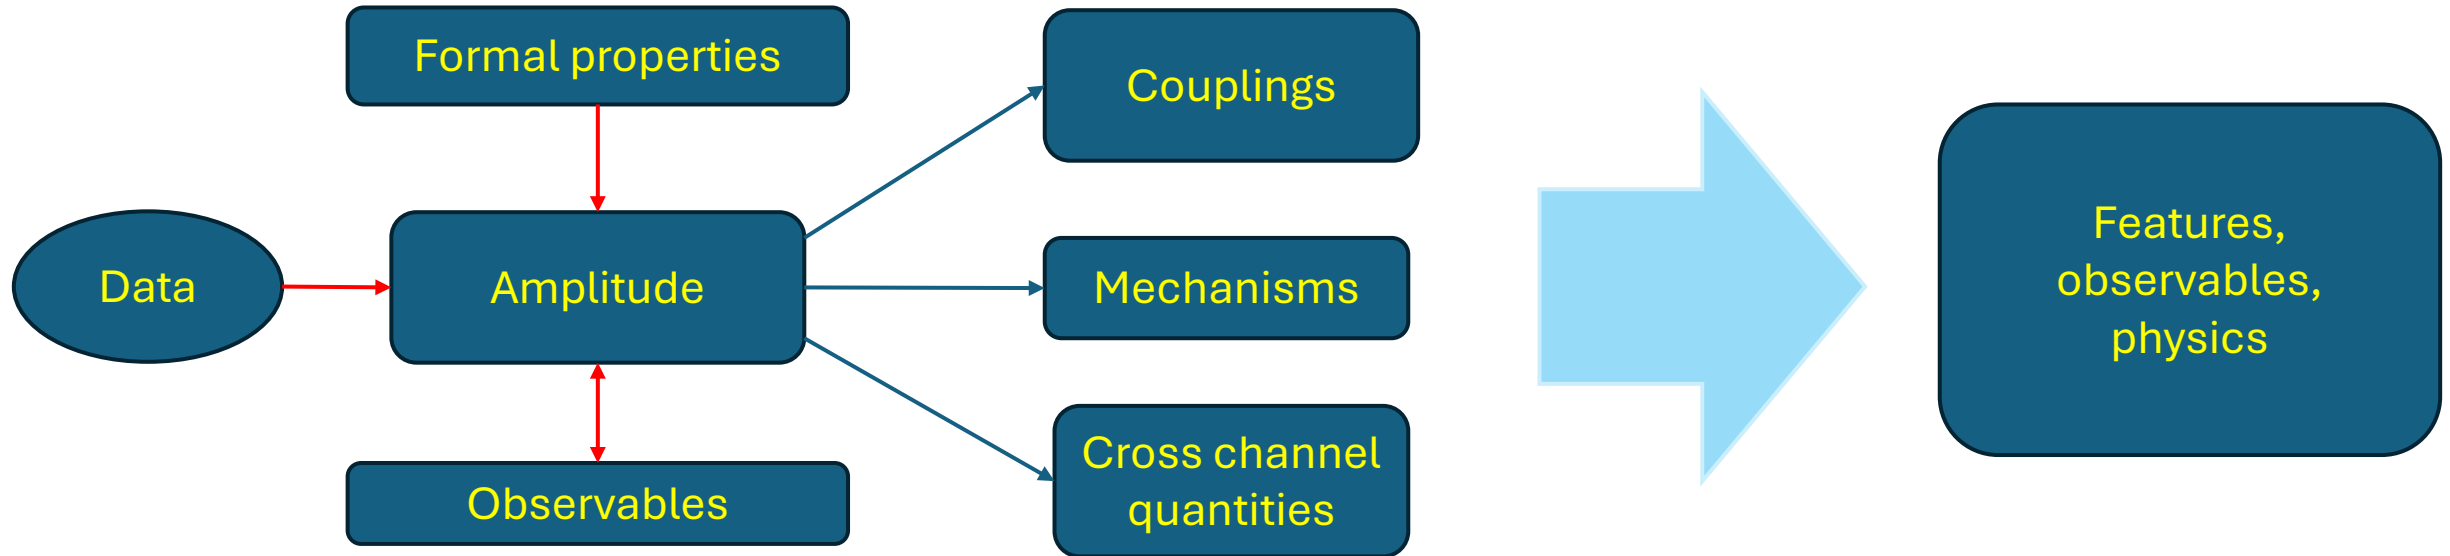 Formal properties
Couplings
Data
Amplitude
Mechanisms
Features,
observables,
physics
Cross channel
quantities
Observables